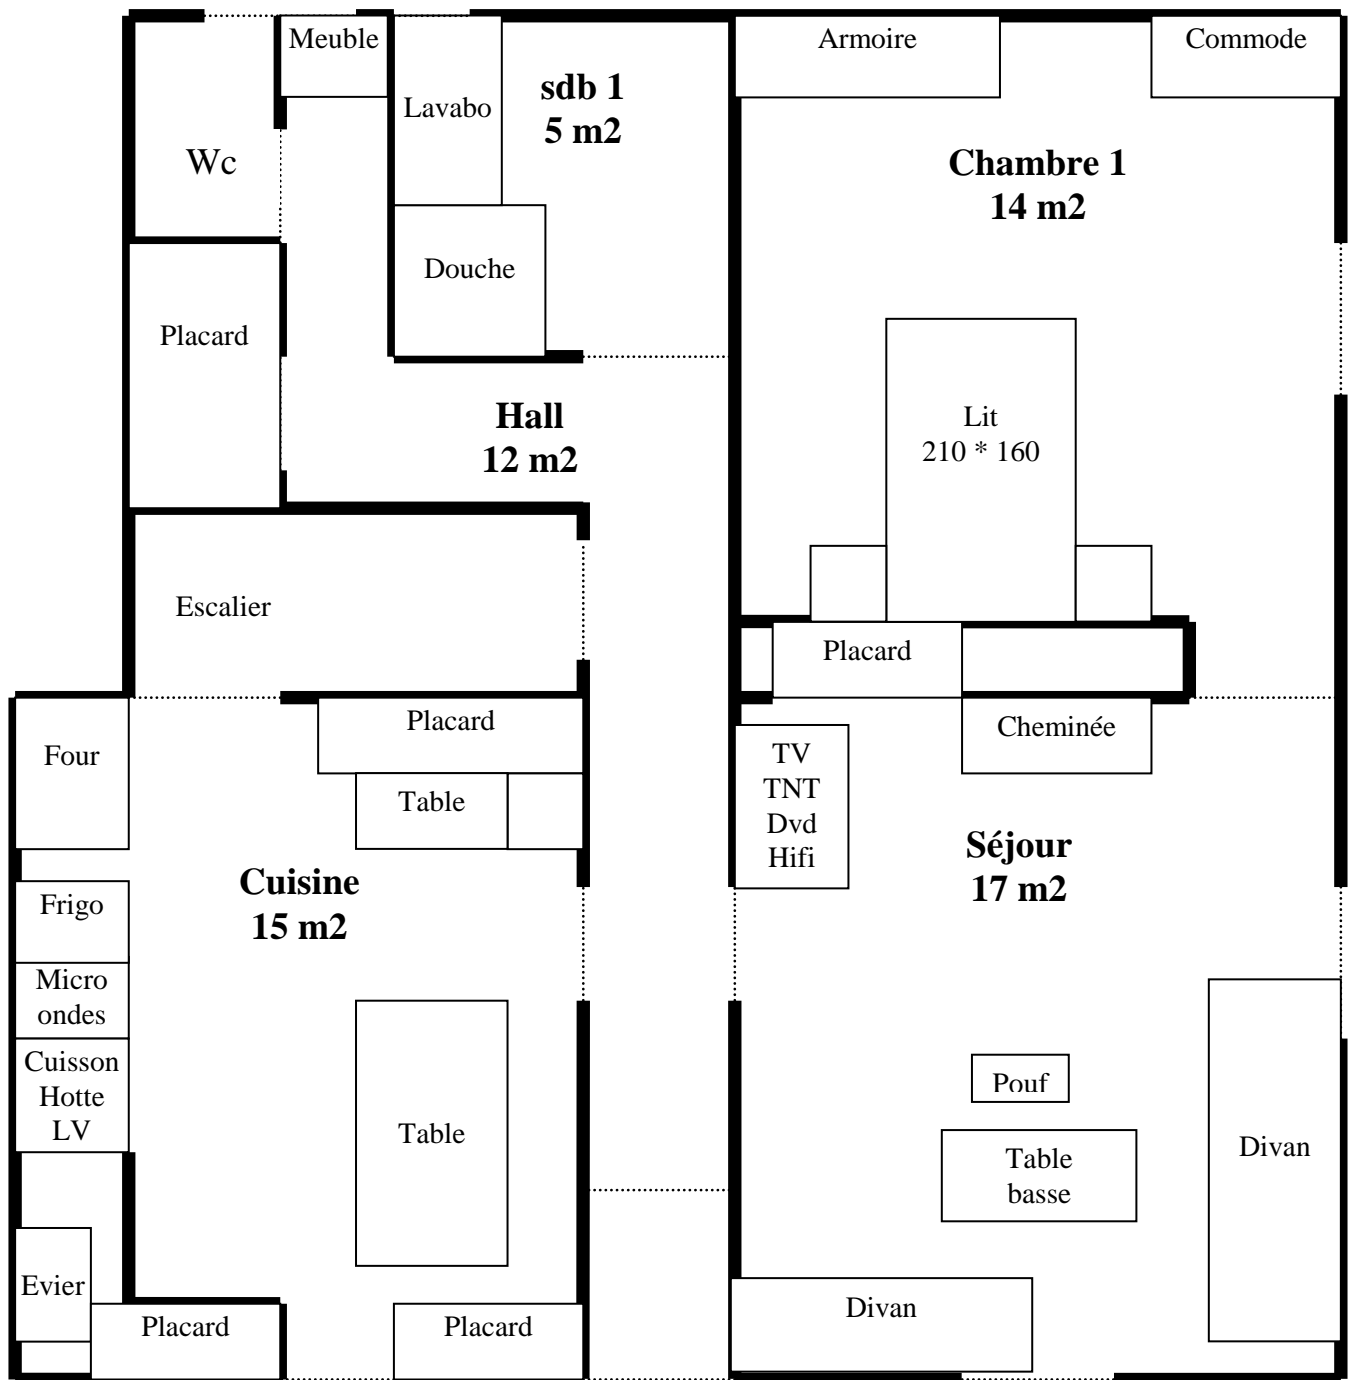 Meuble
Armoire
Commode
Lavabo
sdb 1
5 m2
Wc
Chambre 1
14 m2
Douche
Placard
Hall
12 m2
Lit
210 * 160
Escalier
Placard
Placard
Cheminée
Four
TV
TNT
Dvd
Hifi
Table
Séjour
17 m2
Cuisine
15 m2
Frigo
Micro
ondes
Cuisson
Hotte
LV
Pouf
Table
Table
basse
Divan
Evier
Placard
Placard
Divan